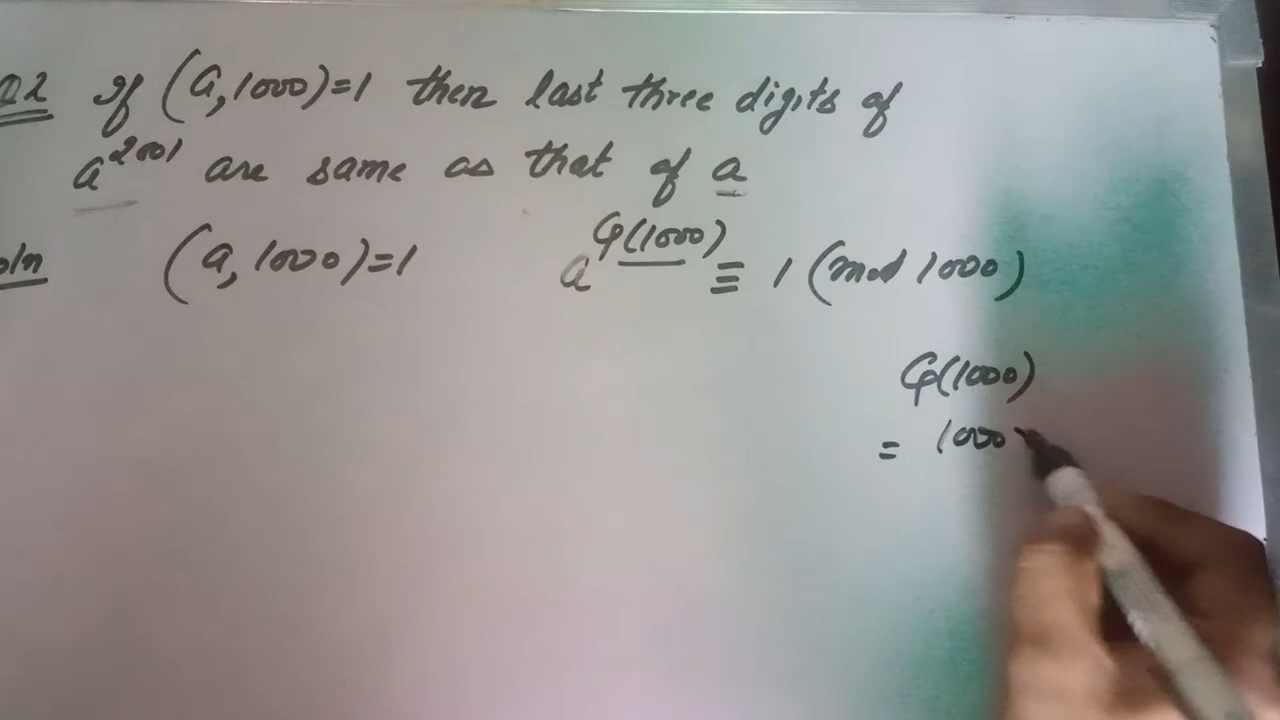 Q2 If (a,1000)=1 then last three digits of
a^2001 are same as that of a
oln (a,1000)=1 a^φ(1000) ≡ 1 (mod 1000)
φ(1000)
= 1000